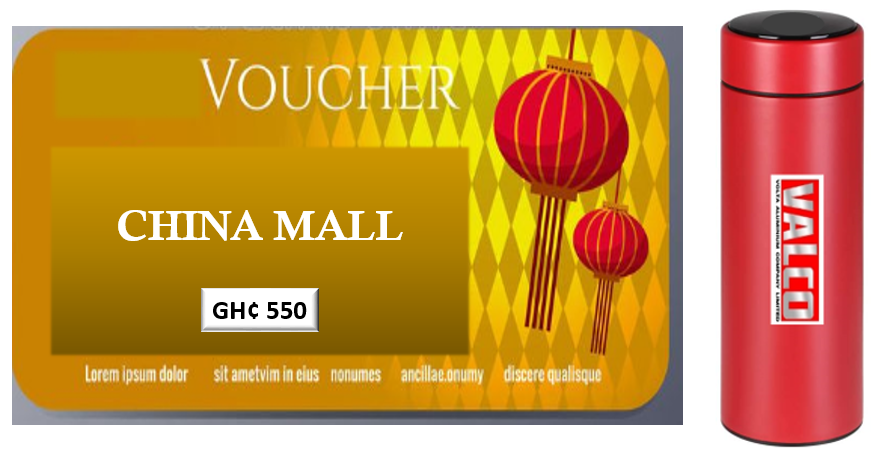 VOUCHER
CHINA MALL
GH¢ 550
Lorem ipsum dolor sit ametvim in eius nonumes ancillae.onumy discere qualisque
VALCO
VOLTA ALUMINIUM COMPANY LIMITED